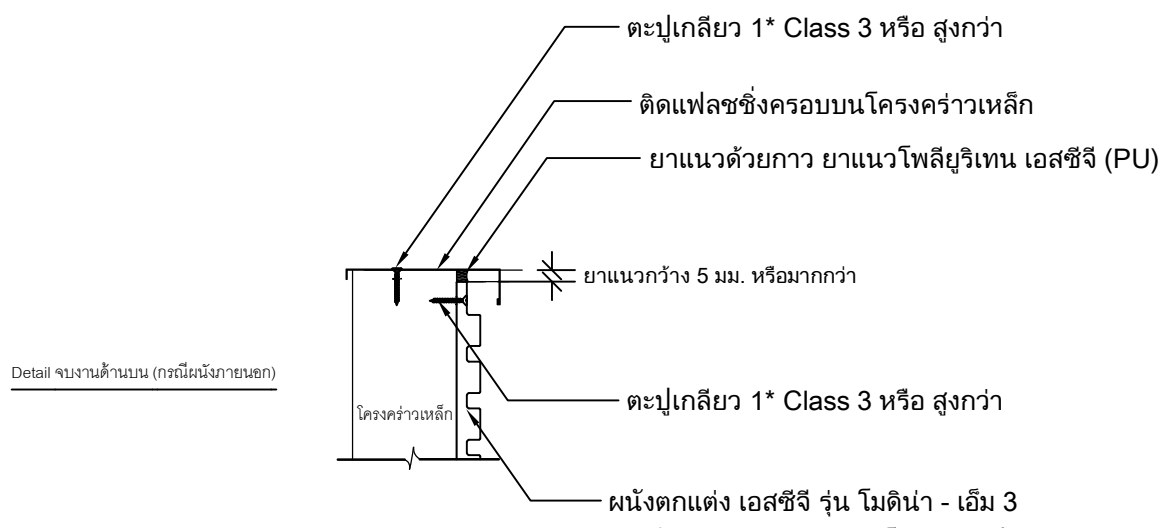 ตะปูเกลียว 1* Class 3 หรือ สูงกว่า
ติดแฟลชชิ่งครอบบนโครงคร่าวเหล็ก
ยาแนวด้วยกาว ยาแนวโพลียูริเทน เอสซีจี (PU)
ยาแนวกว้าง 5 มม. หรือมากกว่า
Detail จบงานด้านบน (กรณีผนังภายนอก)
ตะปูเกลียว 1* Class 3 หรือ สูงกว่า
โครงคร่าวเหล็ก
ผนังตกแต่ง เอสซีจี รุ่น โมดิน่า - เอ็ม 3